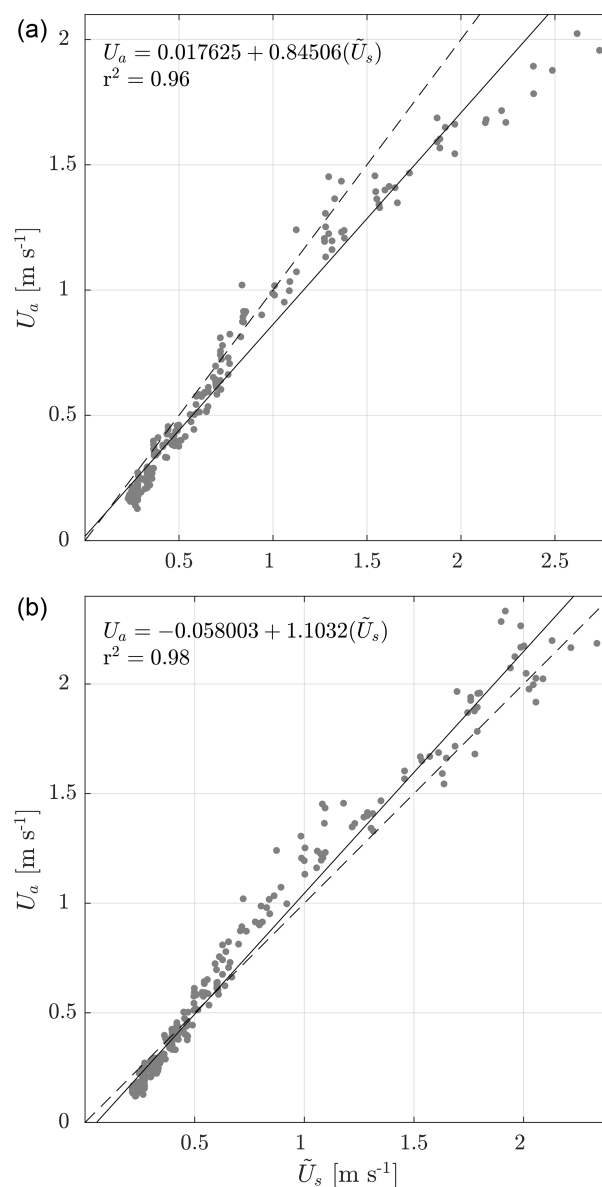 (a)
U_a = 0.017625 + 0.84506(Ũ_s)
r² = 0.96
2
1.5
1
0.5
0
U_a [m s⁻¹]
0.5 1 1.5 2 2.5
(b)
U_a = −0.058003 + 1.1032(Ũ_s)
r² = 0.98
2
1.5
1
0.5
0
U_a [m s⁻¹]
0.5 1 1.5 2
Ũ_s [m s⁻¹]